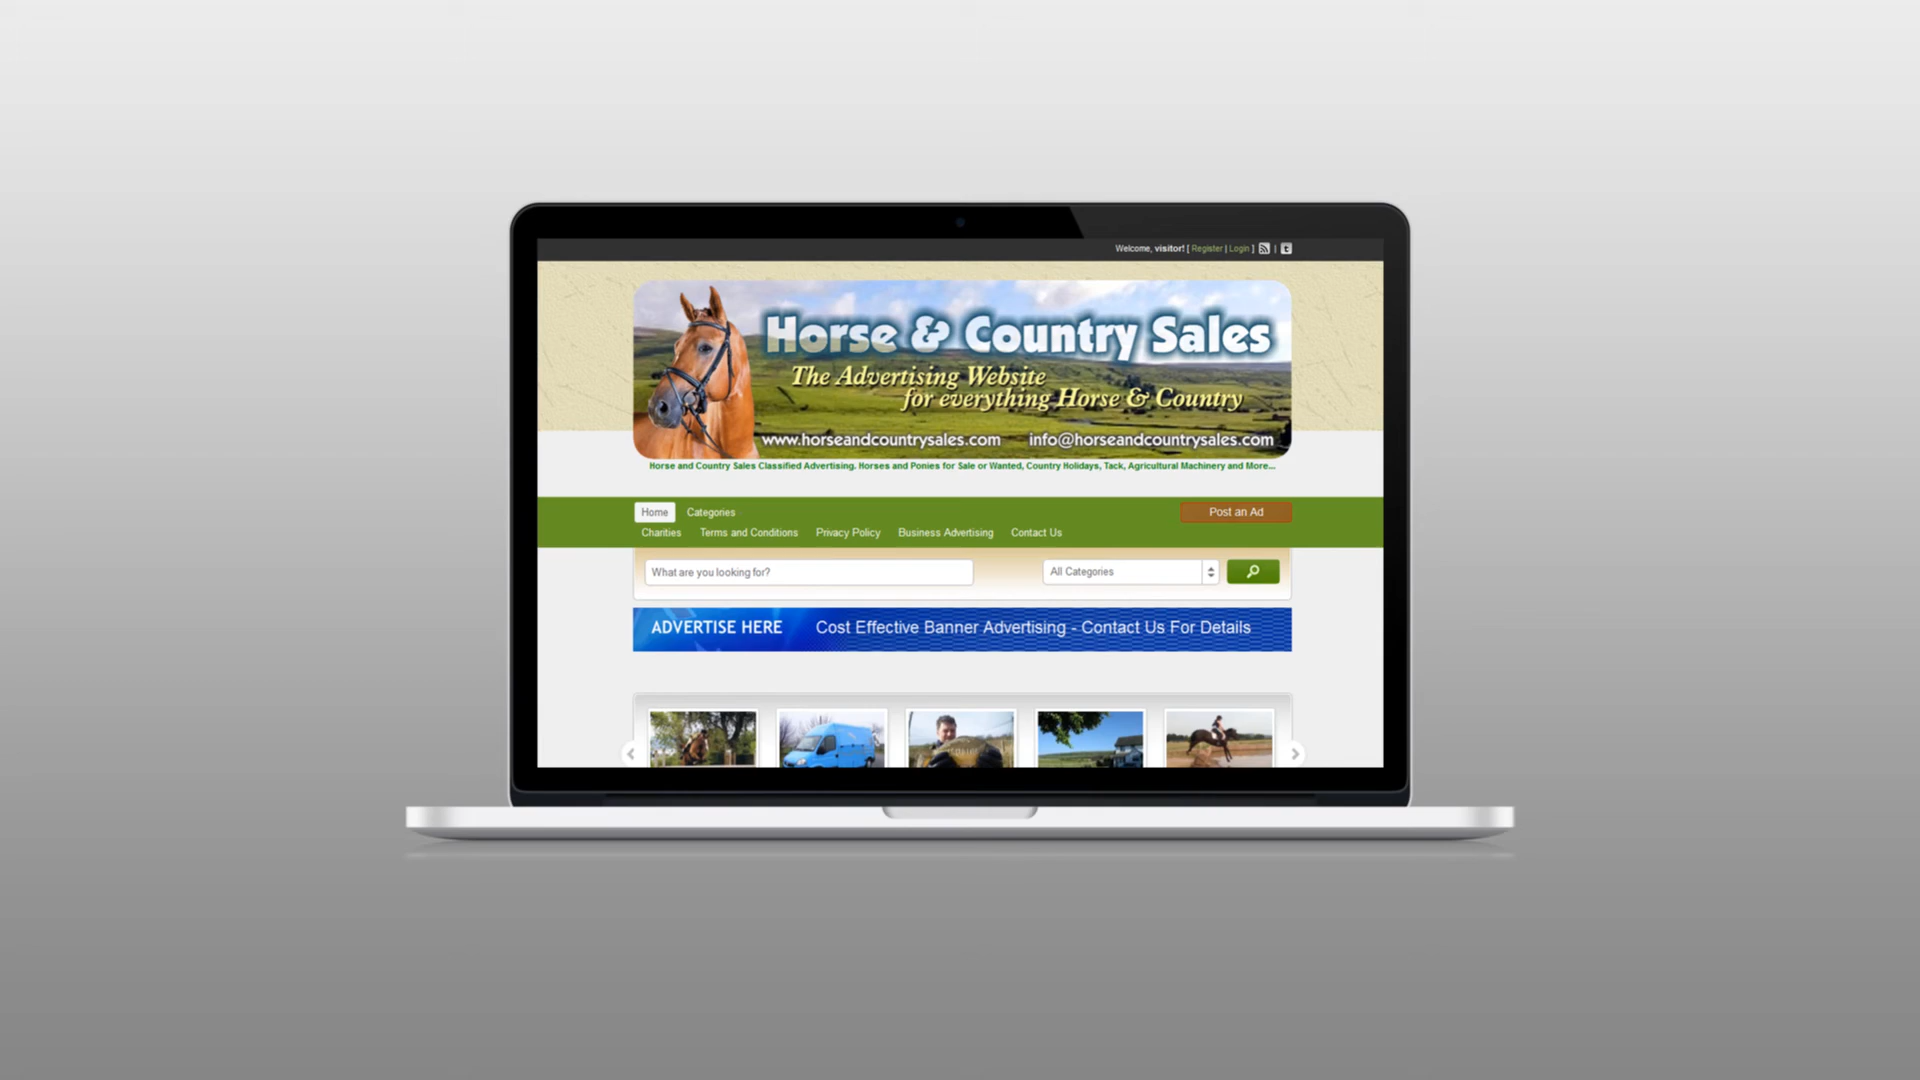 Welcome, visitor! [ Register | Login ] |
Horse & Country Sales
The Advertising Website
for everything Horse & Country
www.horseandcountrysales.com info@horseandcountrysales.com
Horse and Country Sales Classified Advertising. Horses and Ponies for Sale or Wanted, Country Holidays, Tack, Agricultural Machinery and More...
Home Categories Post an Ad
Charities Terms and Conditions Privacy Policy Business Advertising Contact Us
What are you looking for? All Categories
ADVERTISE HERE Cost Effective Banner Advertising - Contact Us For Details